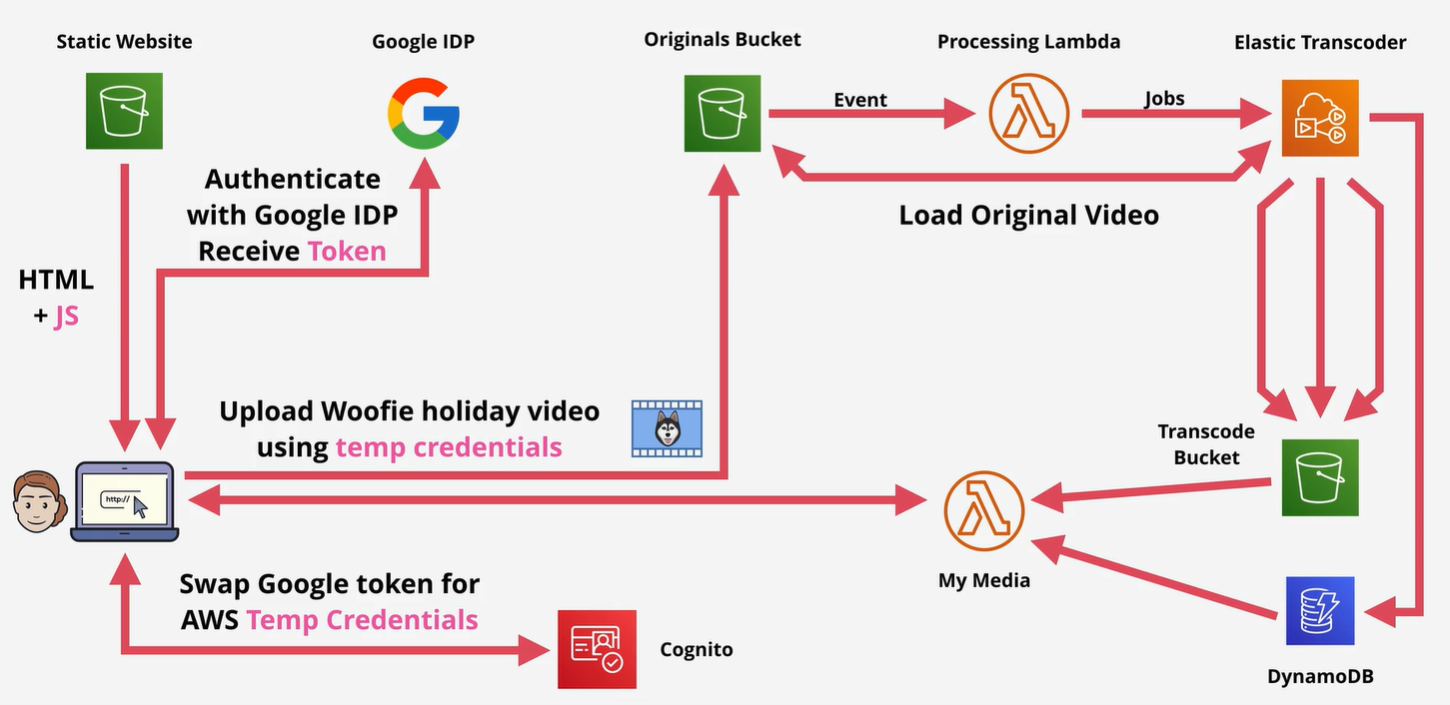 Static Website
Google IDP
Originals Bucket
Processing Lambda
Elastic Transcoder
Event
Jobs
Authenticate
with Google IDP
Receive Token
Load Original Video
HTML
+ JS
Upload Woofie holiday video
using temp credentials
Transcode
Bucket
http://
My Media
Swap Google token for
AWS Temp Credentials
Cognito
DynamoDB